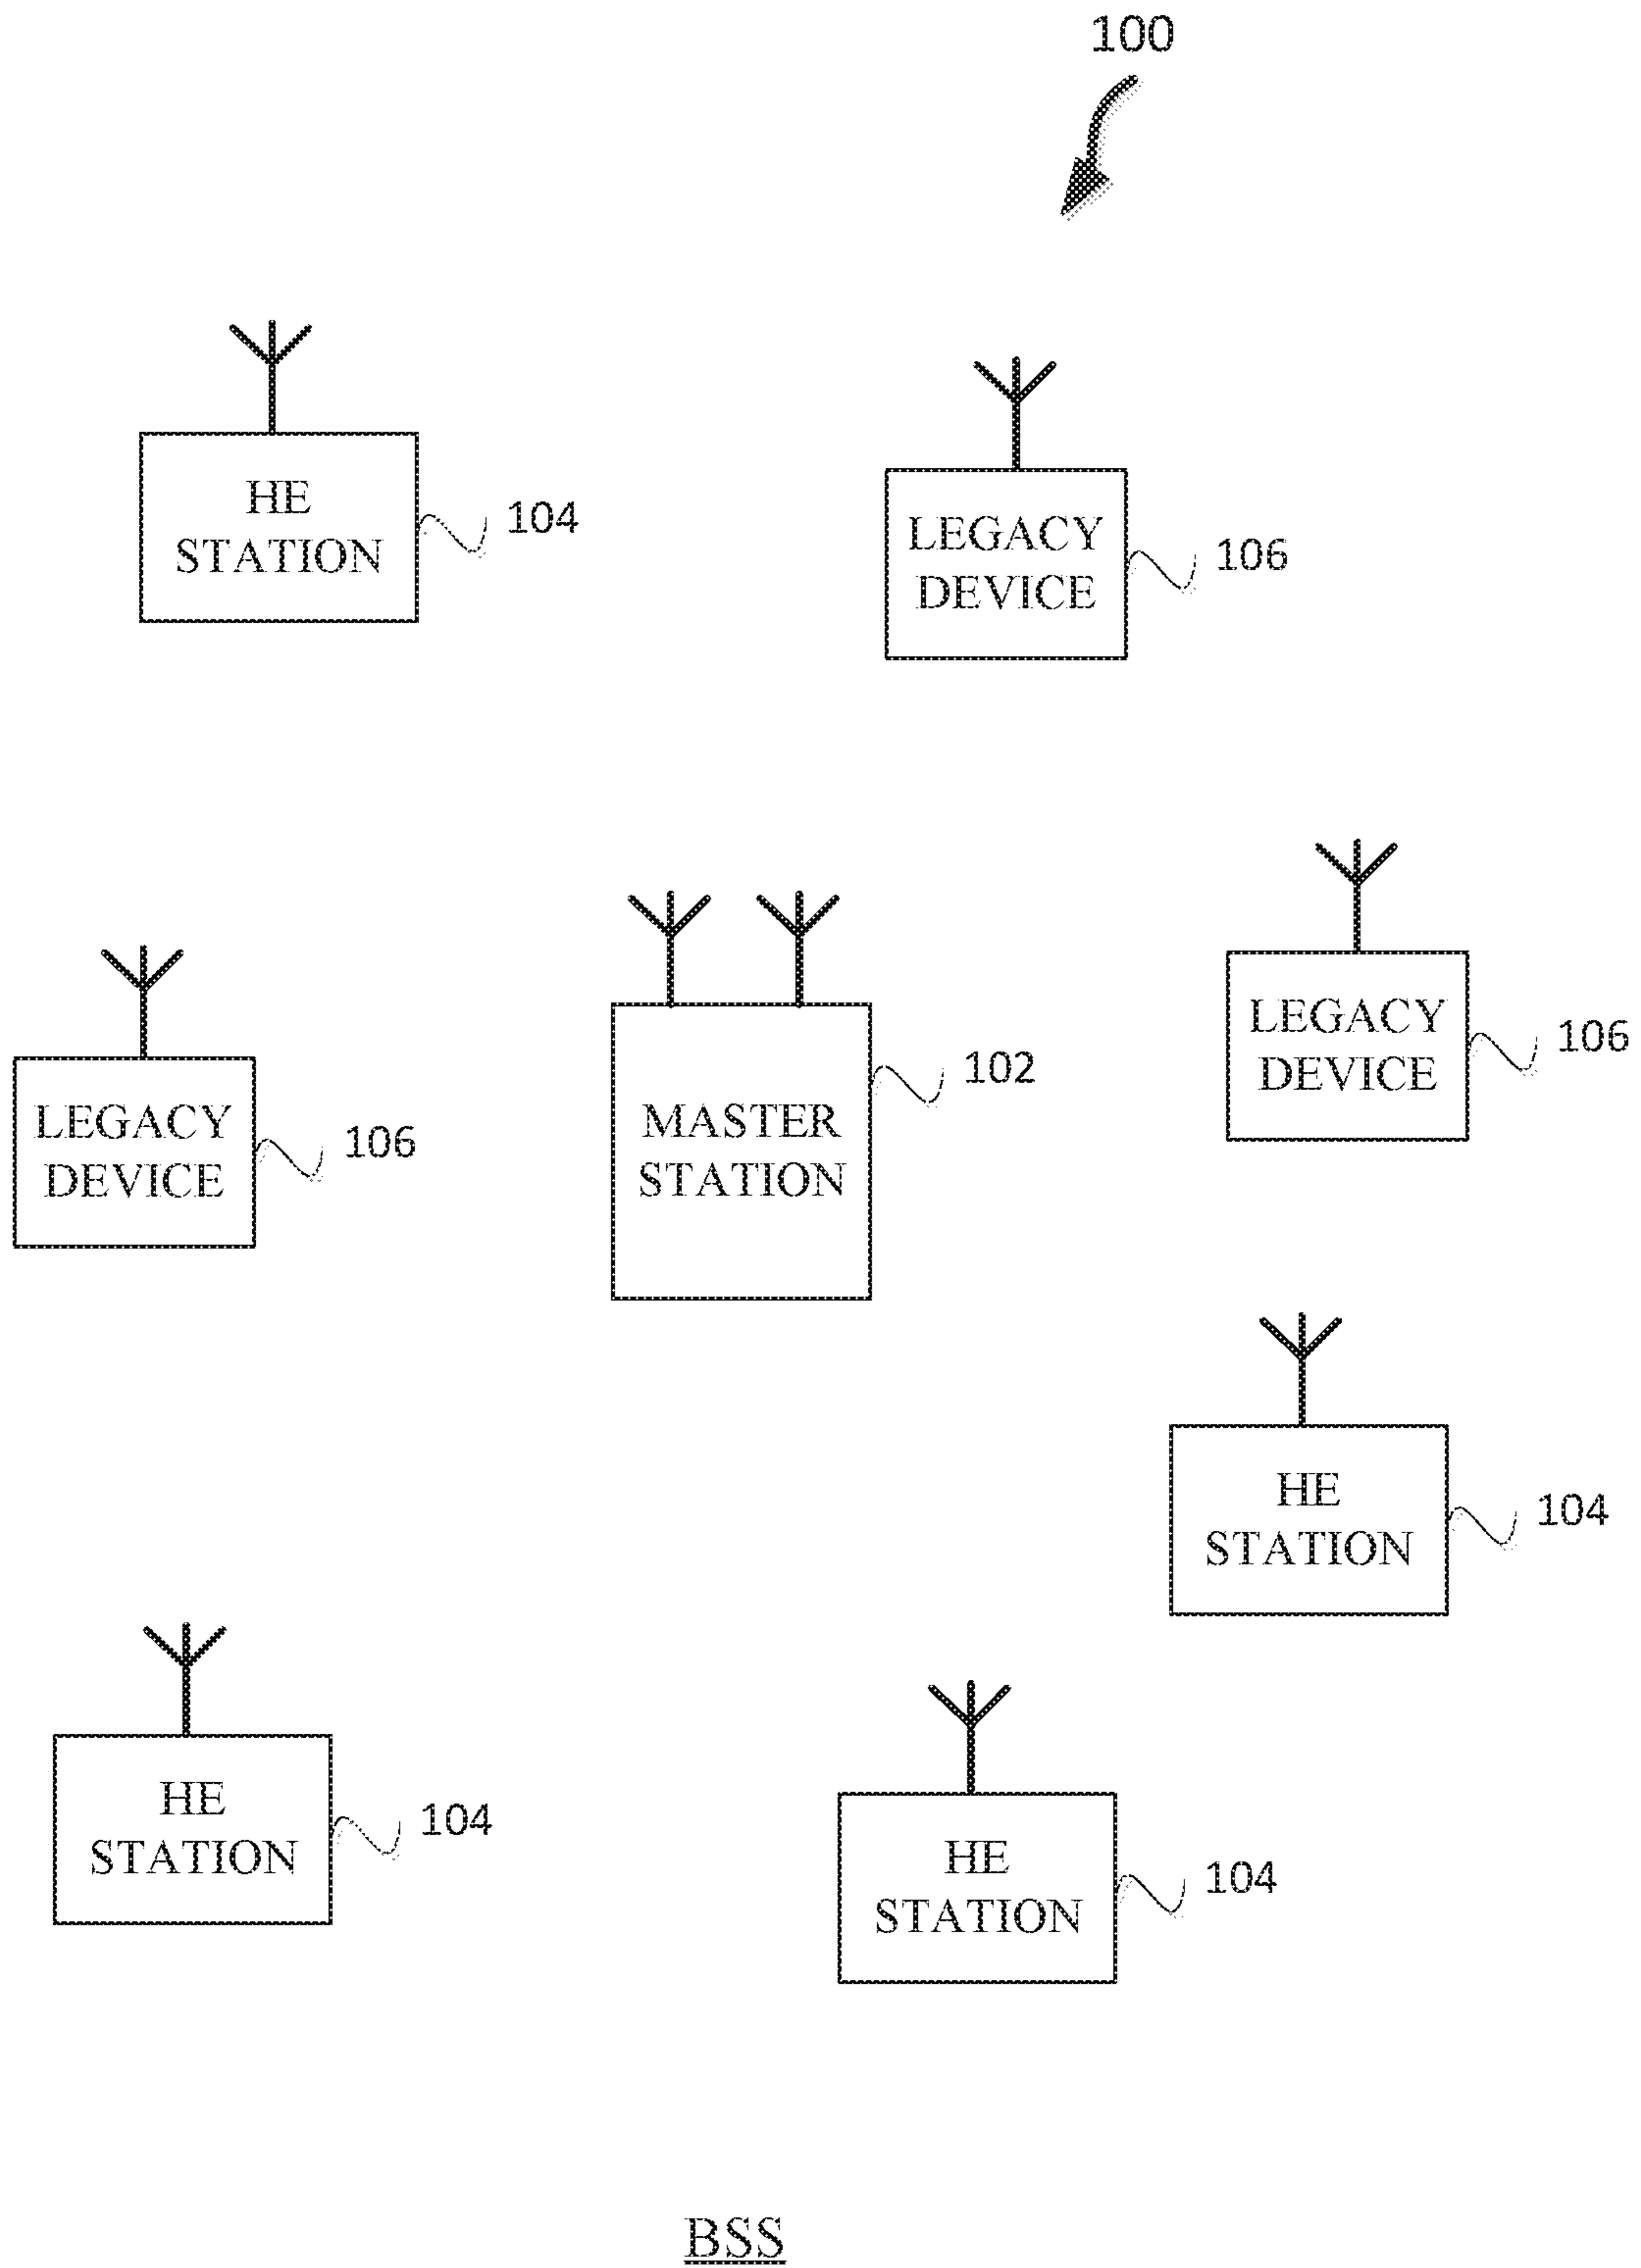 100
HE
STATION
104
LEGACY
DEVICE
106
LEGACY
DEVICE
106
MASTER
STATION
102
LEGACY
DEVICE
106
HE
STATION
104
HE
STATION
104
HE
STATION
104
BSS